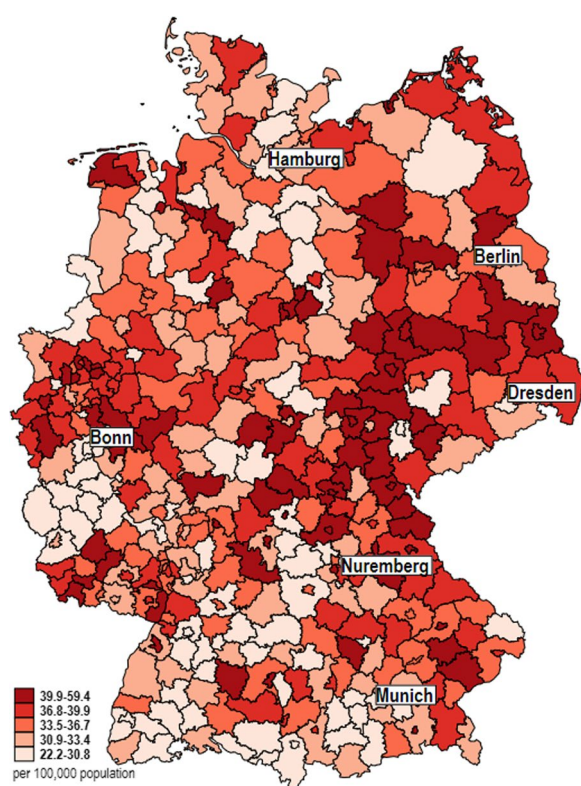 Hamburg
Berlin
Dresden
Bonn
Nuremberg
Munich
39.9-59.4
36.8-39.9
33.5-36.7
30.9-33.4
22.2-30.8
per 100,000 population